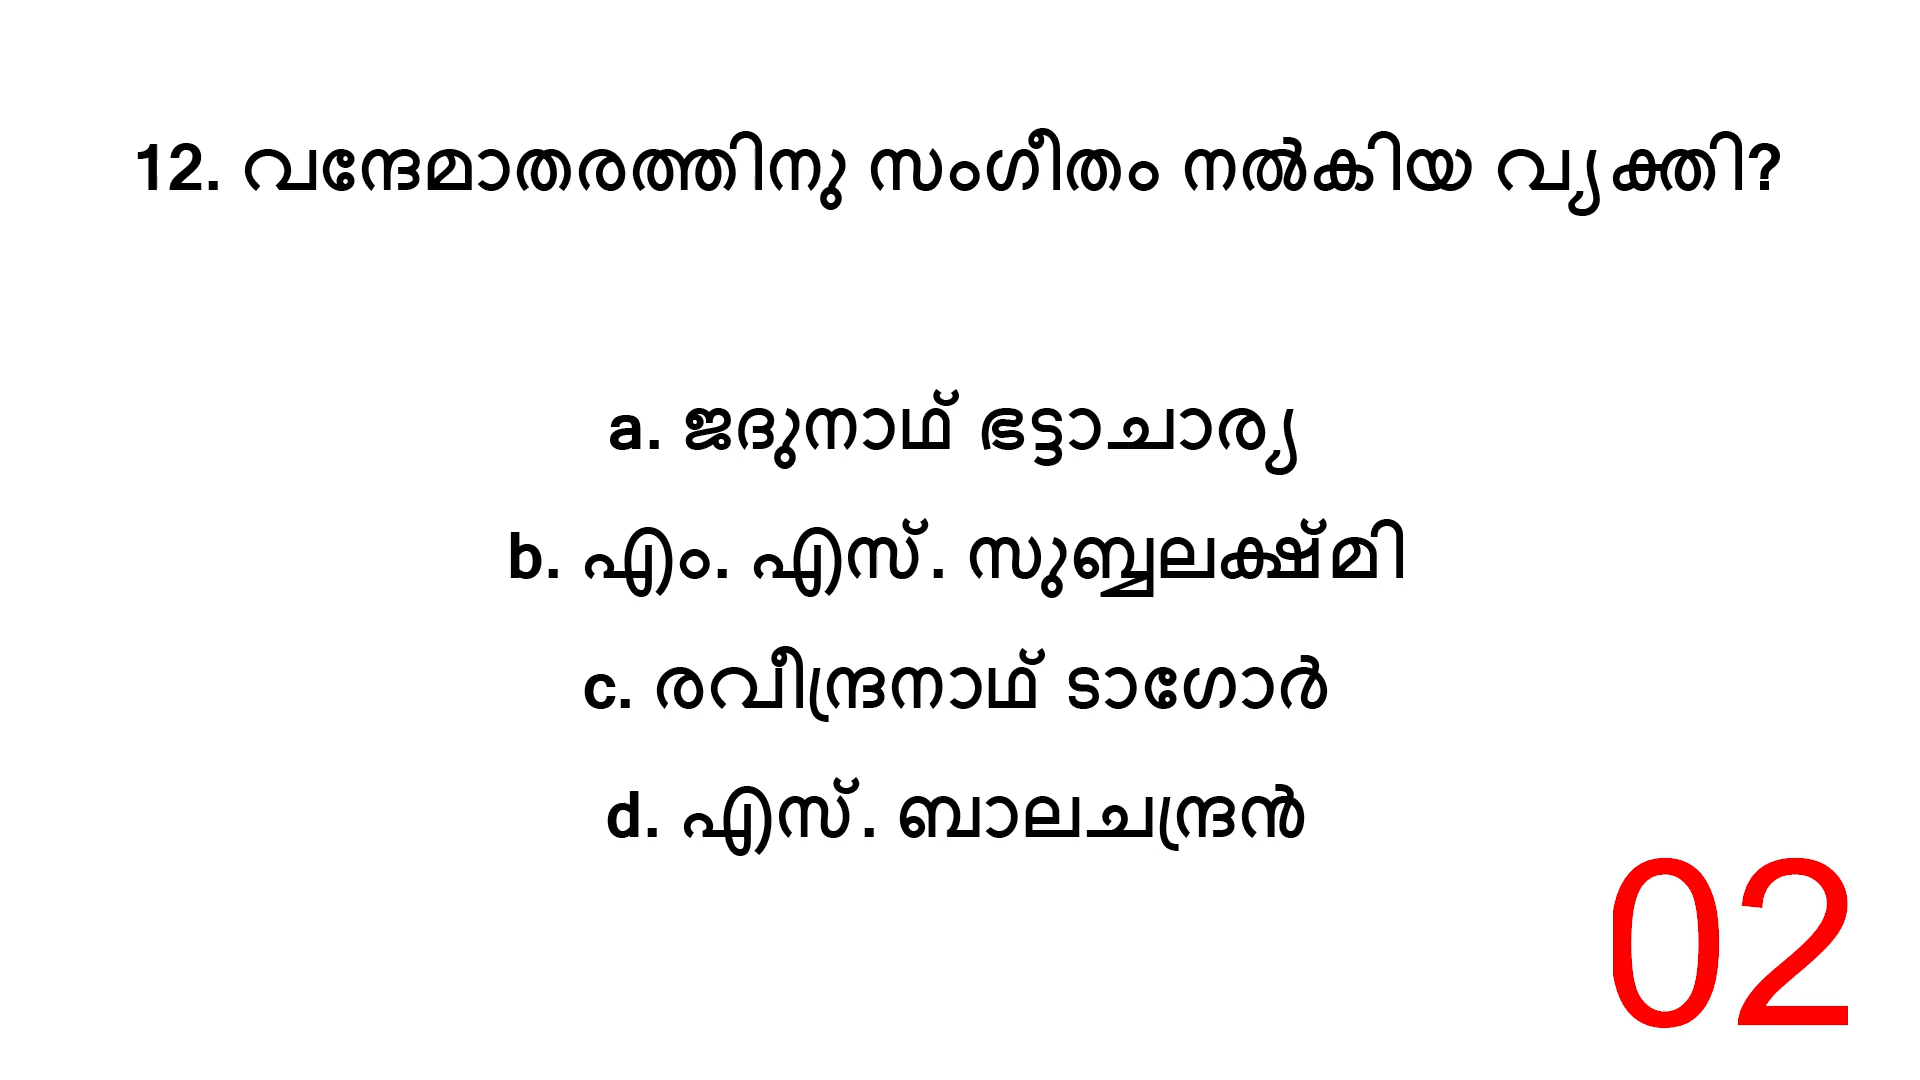 12. വന്ദേമാതരത്തിനു സംഗീതം നൽകിയ വ്യക്തി?
a. ജദുനാഥ് ഭട്ടാചാര്യ
b. എം. എസ്. സുബ്ബലക്ഷ്മി
c. രവീന്ദ്രനാഥ് ടാഗോർ
d. എസ്. ബാലചന്ദ്രൻ
02